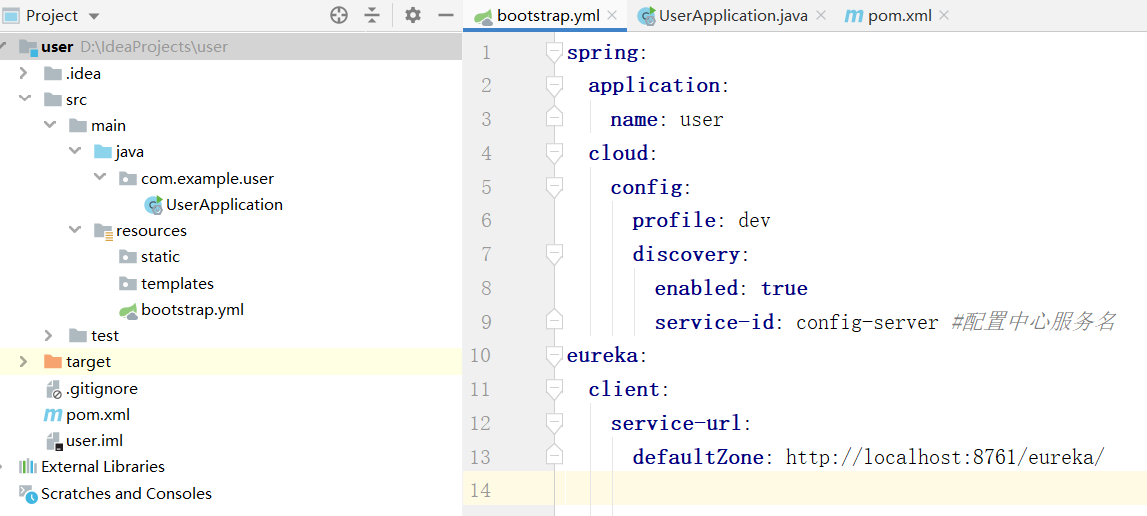 Project
bootstrap.yml
UserApplication.java
pom.xml
user D:\IdeaProjects\user
.idea
src
main
java
com.example.user
UserApplication
resources
static
templates
bootstrap.yml
test
target
.gitignore
pom.xml
user.iml
External Libraries
Scratches and Consoles
1 spring:
2 application:
3 name: user
4 cloud:
5 config:
6 profile: dev
7 discovery:
8 enabled: true
9 service-id: config-server #配置中心服务名
10 eureka:
11 client:
12 service-url:
13 defaultZone: http://localhost:8761/eureka/
14